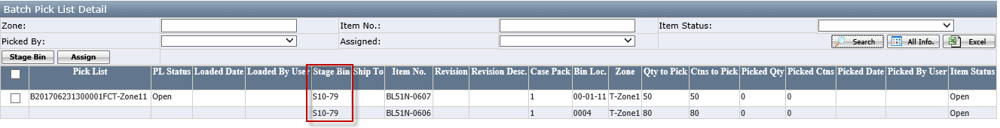 Batch Pick List Detail
Zone: Item No.: Item Status:
Picked By: Assigned: Search All Info. Excel
Stage Bin Assign
Pick List PL Status Loaded Date Loaded By User Stage Bin Ship To Item No. Revision Revision Desc. Case Pack Bin Loc. Zone Qty to Pick Ctns to Pick Picked Qty Picked Ctns Picked Date Picked By User Item Status
B201706231300001FCT-Zone11 Open S10-79 BL51N-0607 1 00-01-11 T-Zone1 50 50 0 0 Open
S10-79 BL51N-0606 1 0004 T-Zone1 80 80 0 0 Open